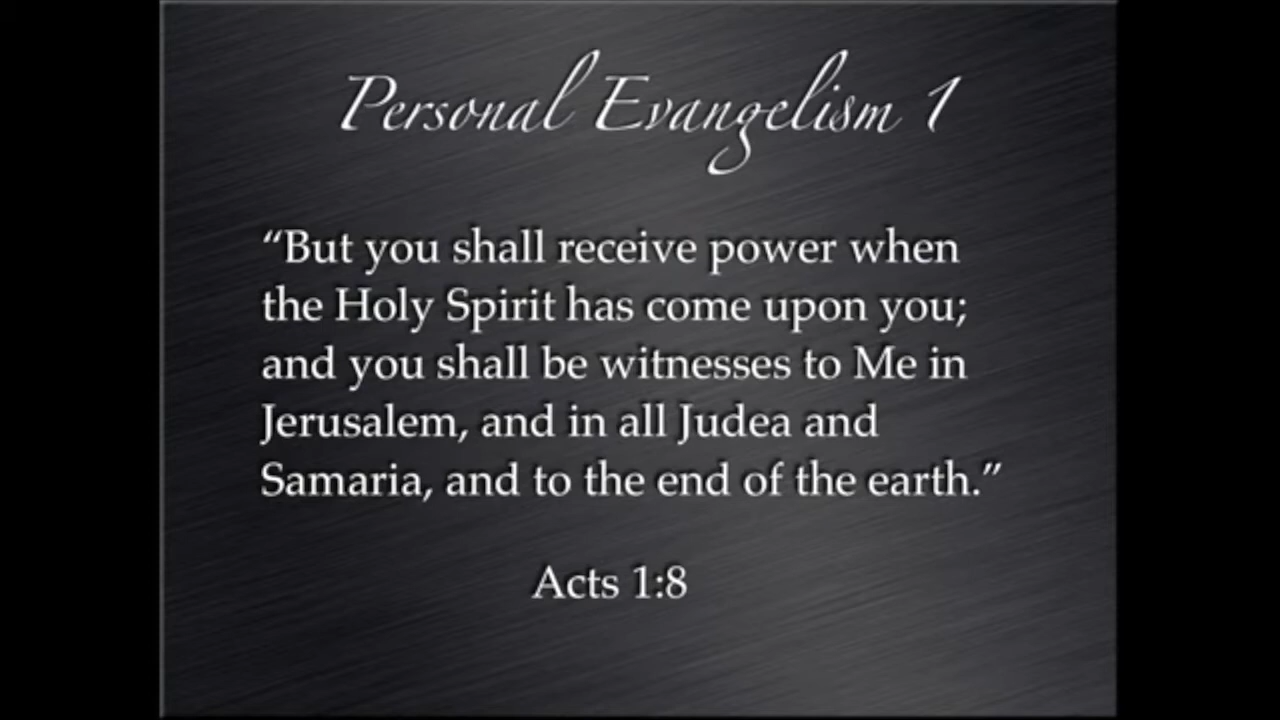 Personal Evangelism 1
“But you shall receive power when
the Holy Spirit has come upon you;
and you shall be witnesses to Me in
Jerusalem, and in all Judea and
Samaria, and to the end of the earth.”
Acts 1:8